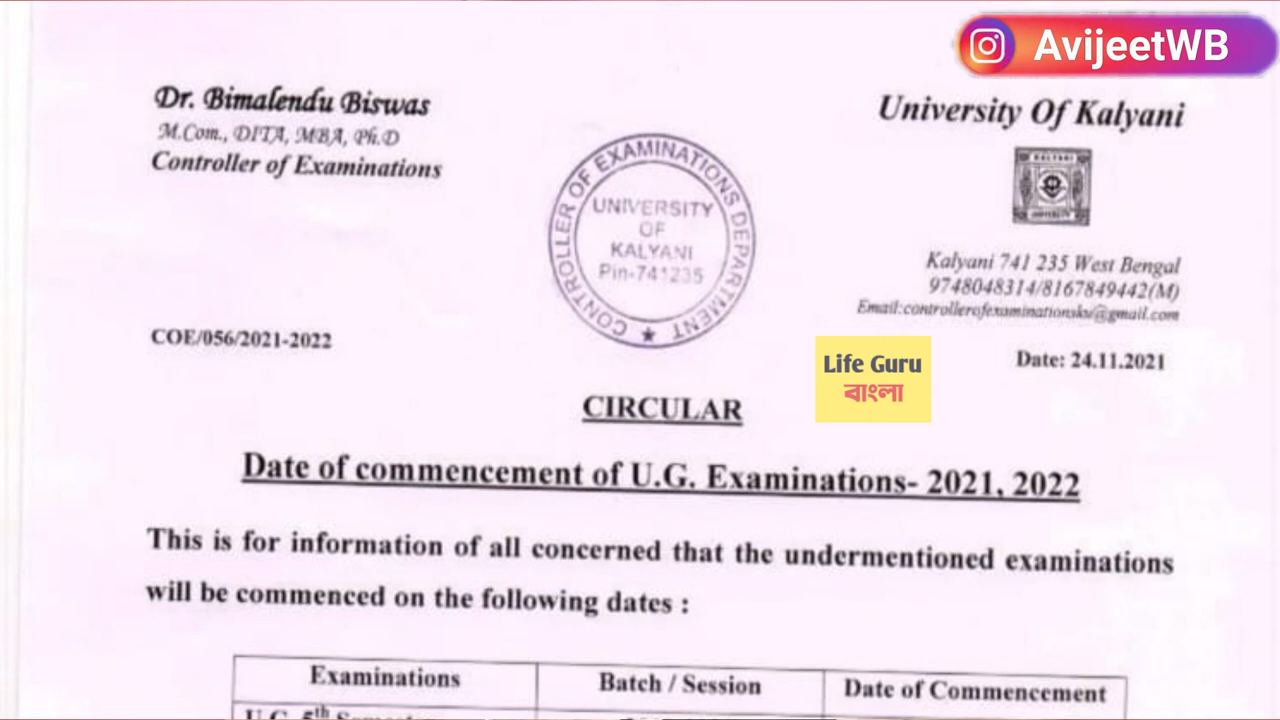 AvijeetWB
Dr. Bimalendu Biswas
M.Com., DITA, MBA, Ph.D
Controller of Examinations
University Of Kalyani
KALYANI
UNIVERSITY
CONTROLLER OF EXAMINATIONS DEPARTMENT
UNIVERSITY
OF
KALYANI
Pin-741235
Kalyani 741 235 West Bengal
9748048314/8167849442(M)
Email:controllerofexaminationsku@gmail.com
COE/056/2021-2022
Date: 24.11.2021
Life Guru
বাংলা
CIRCULAR
Date of commencement of U.G. Examinations- 2021, 2022
This is for information of all concerned that the undermentioned examinations
will be commenced on the following dates :
Examinations Batch / Session Date of Commencement
U.G. 5th Semester